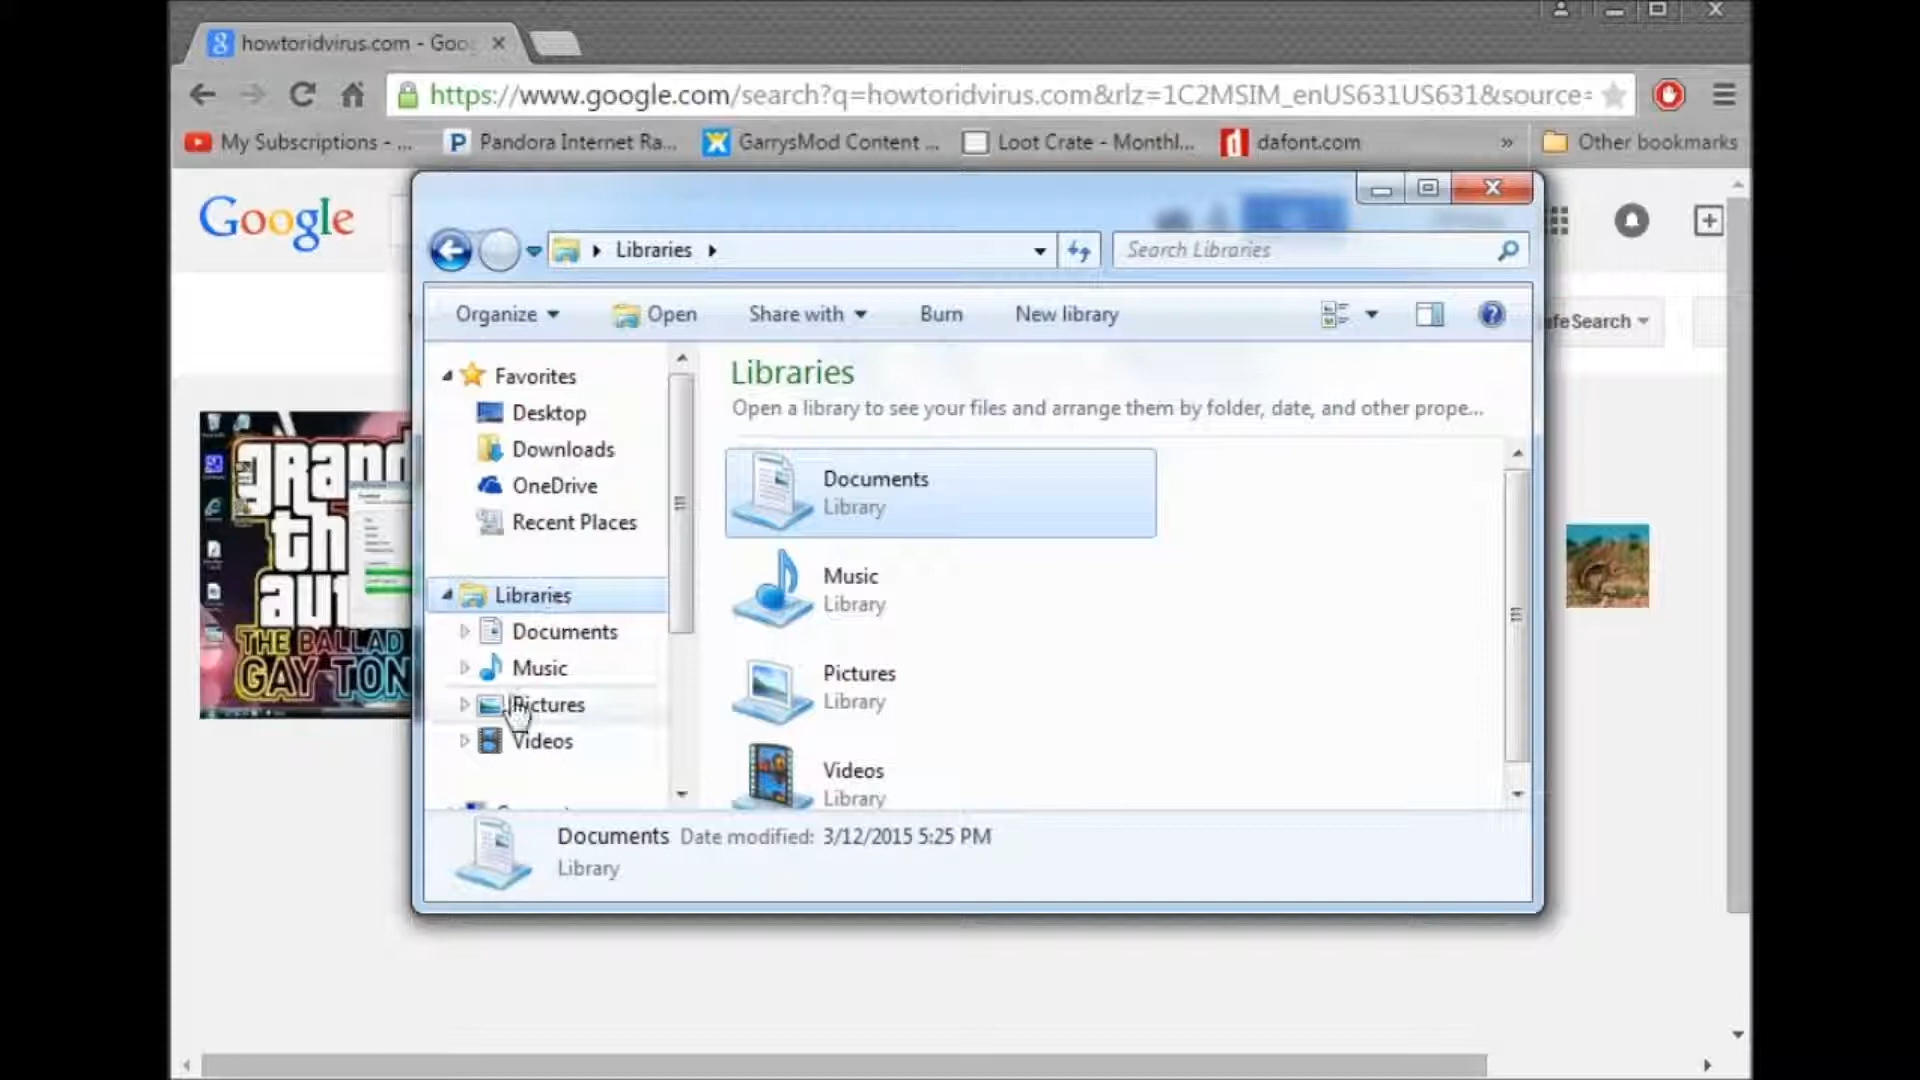 howtoridvirus.com - Goo
https://www.google.com/search?q=howtoridvirus.com&rlz=1C2MSIM_enUS631US631&source=
My Subscriptions - ...
Pandora Internet Ra...
GarrysMod Content ...
Loot Crate - Monthl...
dafont.com
»
Other bookmarks
Google
Libraries
Search Libraries
Organize
Open
Share with
Burn
New library
feSearch
Favorites
Desktop
Downloads
OneDrive
Recent Places
Libraries
Documents
Music
Pictures
Videos
Libraries
Open a library to see your files and arrange them by folder, date, and other prope...
Documents
Library
Music
Library
Pictures
Library
Videos
Library
Documents Date modified: 3/12/2015 5:25 PM
Library
grand
the
aut
THE BALLAD
GAY TON